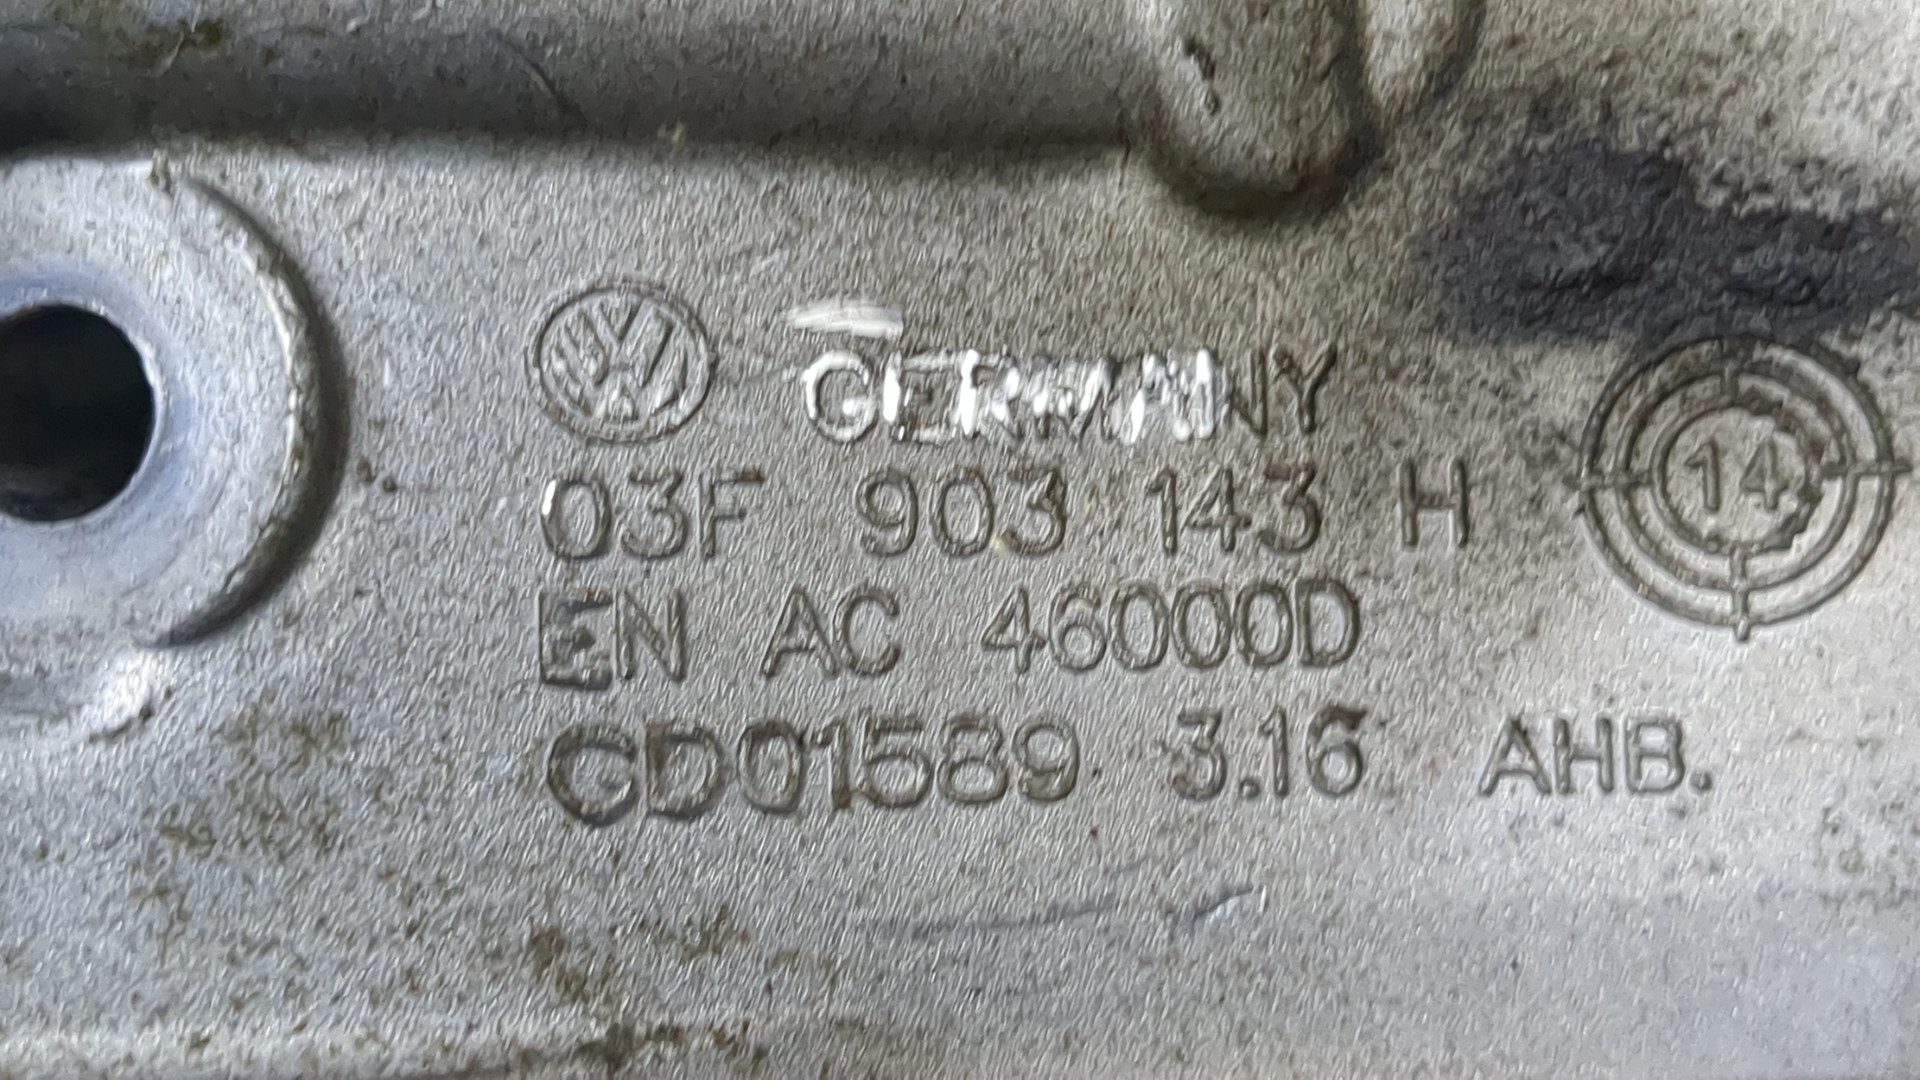 GERMANY
03F 903 143 H
14
EN AC 46000D
GD01589 3.16 AHB.